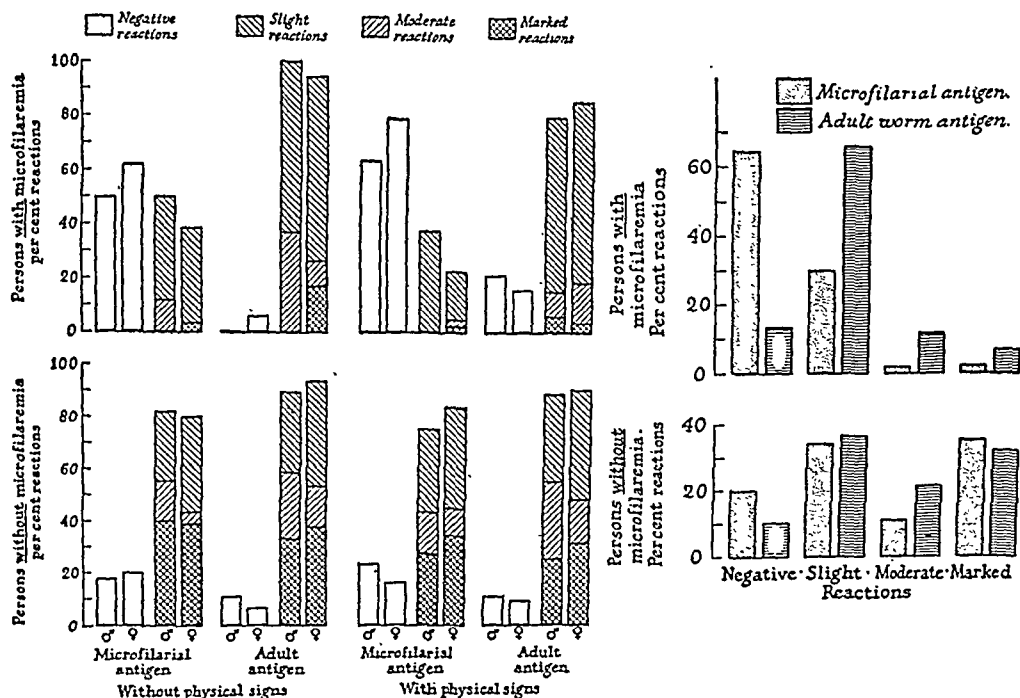 Negative reactions
Slight reactions
Moderate reactions
Marked reactions
Persons with microfilaremia
per cent reactions
100
80
60
40
20
0
Persons without microfilaremia
per cent reactions
80
60
40
20
0
♂ ♀ ♂ ♀ ♂ ♀ ♂ ♀ ♂ ♀ ♂ ♀ ♂ ♀ ♂ ♀
Microfilarial antigen
Adult antigen
Microfilarial antigen
Adult antigen
Without physical signs
With physical signs
Microfilarial antigen.
Adult worm antigen.
Persons with
microfilaremia
Per cent reactions
60
40
20
0
Persons without
microfilaremia.
Percent reactions
40
20
0
Negative · Slight · Moderate · Marked
Reactions